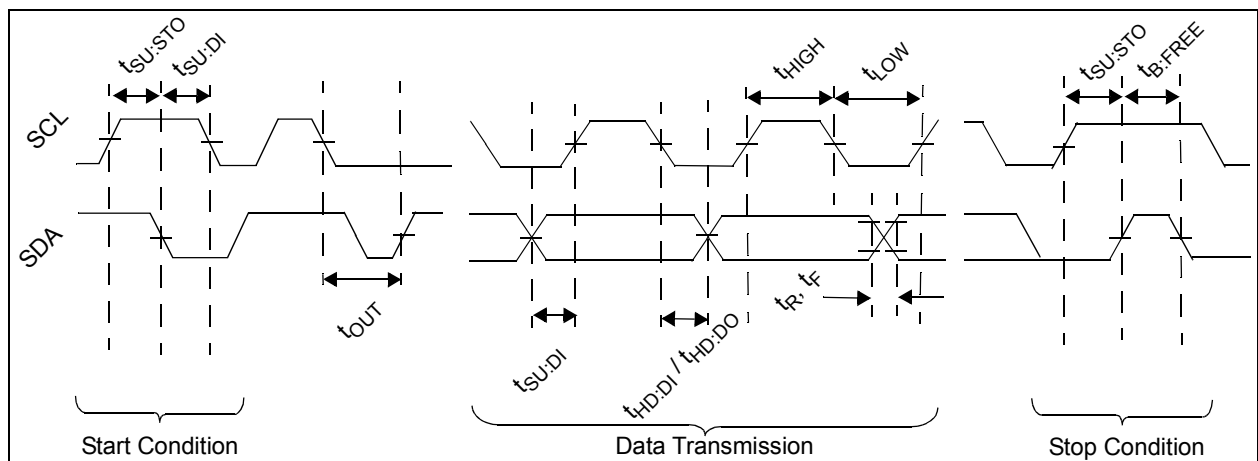 tSU:STO
tSU:DI
tHIGH
tLOW
tSU:STO
tB:FREE
SCL
SDA
tOUT
tSU:DI
tHD:DI / tHD:DO
tR, tF
Start Condition
Data Transmission
Stop Condition